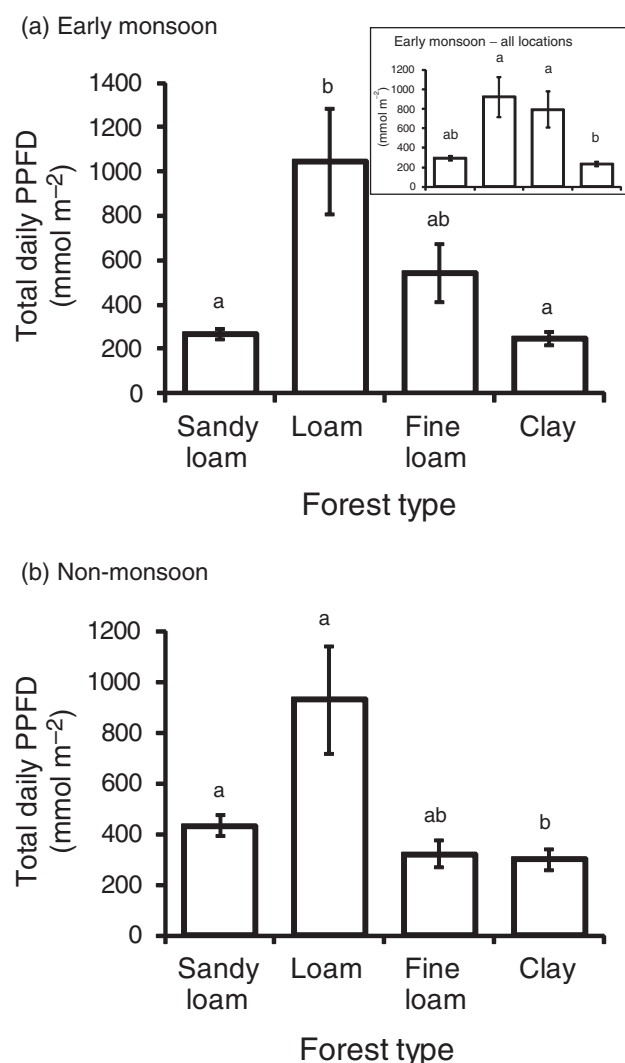 (a) Early monsoon
Total daily PPFD
(mmol m−2)
1400
1200
1000
800
600
400
200
0
a
b
ab
a
Sandy loam
Loam
Fine loam
Clay
Forest type
Early monsoon – all locations
(mmol m−2)
1200
1000
800
600
400
200
0
ab
a
a
b
(b) Non-monsoon
Total daily PPFD
(mmol m−2)
1200
1000
800
600
400
200
0
a
a
ab
b
Sandy loam
Loam
Fine loam
Clay
Forest type